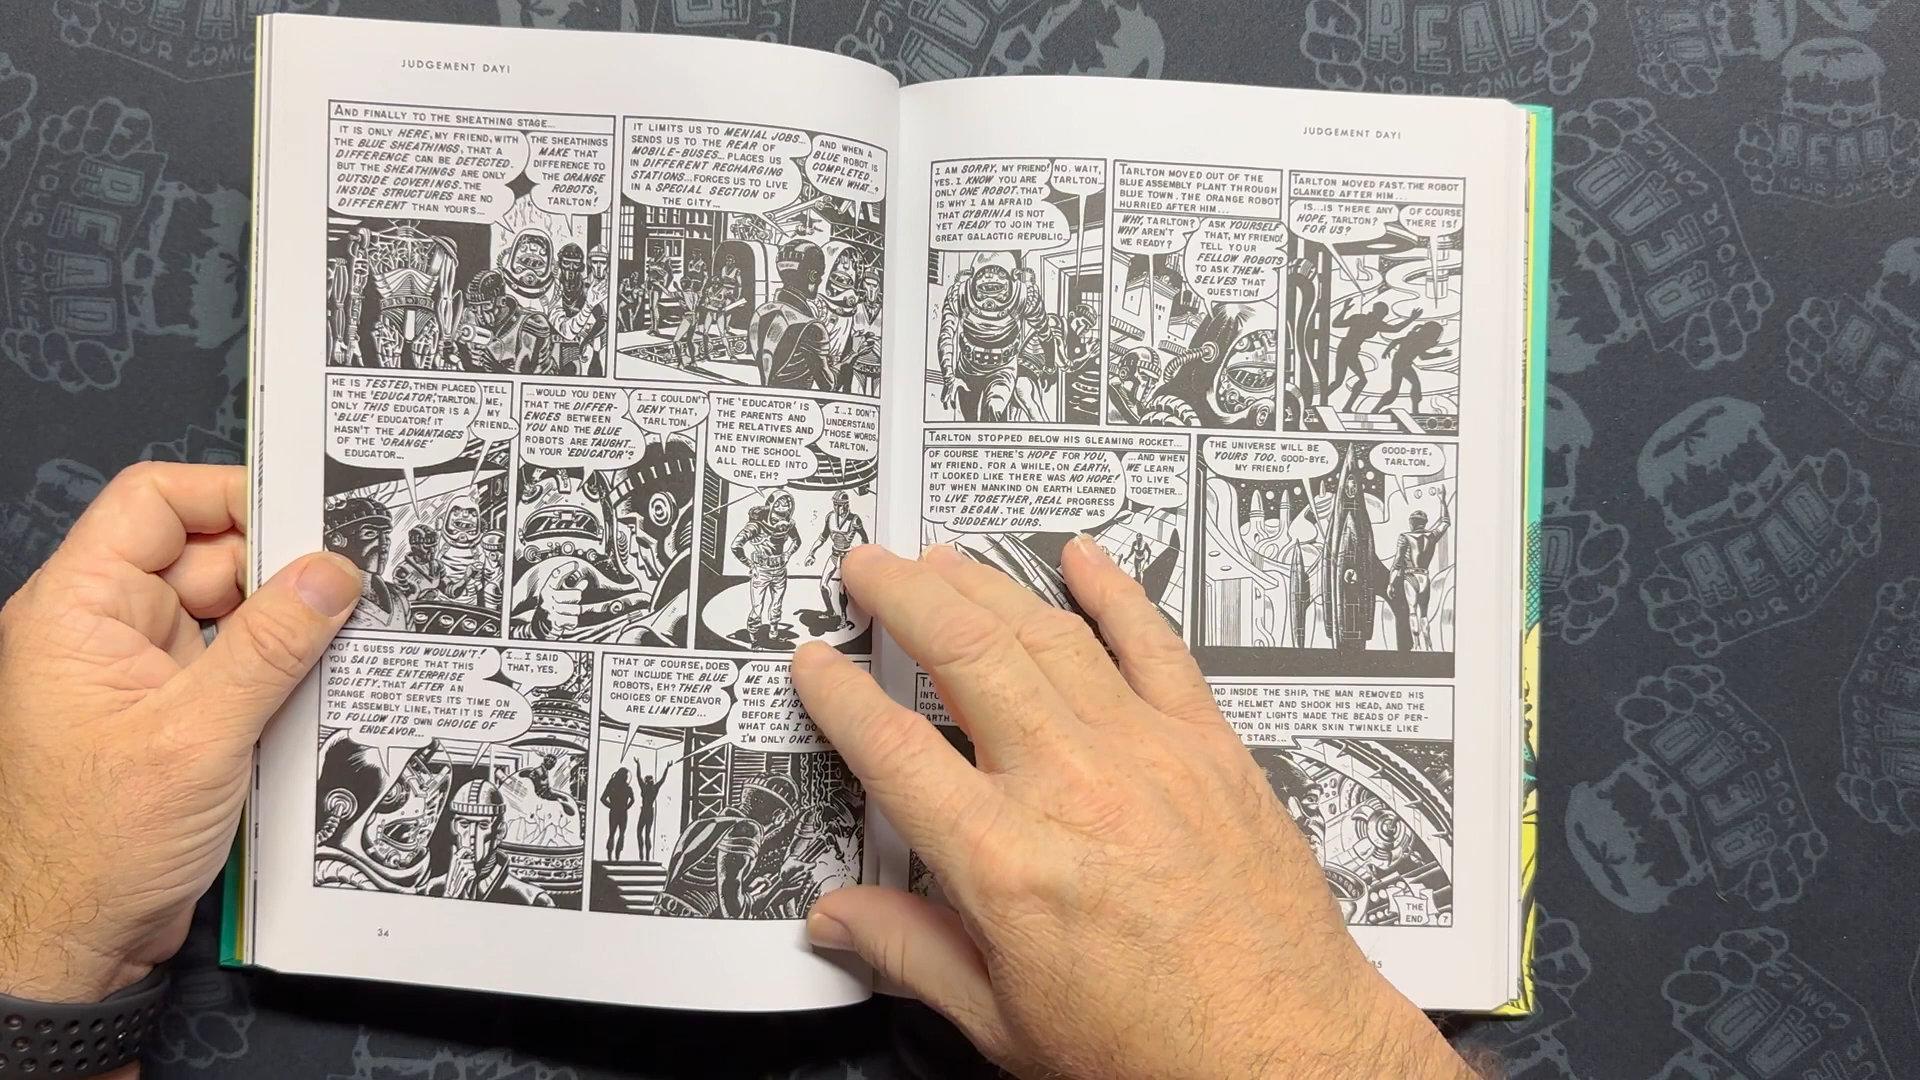 JUDGEMENT DAY!
AND FINALLY TO THE SHEATHING STAGE...
IT IS ONLY HERE, MY FRIEND, WITH
THE BLUE SHEATHINGS, THAT A
DIFFERENCE CAN BE DETECTED.
BUT THE SHEATHINGS ARE ONLY
OUTSIDE COVERINGS. THE
INSIDE STRUCTURES ARE NO
DIFFERENT THAN YOURS...
THE SHEATHINGS
MAKE THAT
DIFFERENCE TO
THE ORANGE
ROBOTS,
TARLTON!
IT LIMITS US TO MENIAL JOBS...
SENDS US TO THE REAR OF
MOBILE-BUSES... PLACES US
IN DIFFERENT RECHARGING
STATIONS... FORCES US TO LIVE
IN A SPECIAL SECTION OF
THE CITY...
AND WHEN A
BLUE ROBOT IS
COMPLETED,
THEN WHAT...?
HE IS TESTED, THEN PLACED
IN THE 'EDUCATOR', TARLTON.
ONLY THIS EDUCATOR IS A
'BLUE' EDUCATOR! IT
HASN'T THE ADVANTAGES
OF THE 'ORANGE'
EDUCATOR...
TELL
ME,
MY
FRIEND...
...WOULD YOU DENY
THAT THE DIFFER-
ENCES BETWEEN
YOU AND THE BLUE
ROBOTS ARE TAUGHT...
IN YOUR 'EDUCATOR'?
I...I COULDN'T
DENY THAT,
TARLTON.
THE 'EDUCATOR' IS
THE PARENTS AND
THE RELATIVES AND
THE ENVIRONMENT
AND THE SCHOOL
ALL ROLLED INTO
ONE, EH?
I...I DON'T
UNDERSTAND
THOSE WORDS,
TARLTON.
NO! I GUESS YOU WOULDN'T!
YOU SAID BEFORE THAT THIS
WAS A FREE ENTERPRISE
SOCIETY. THAT AFTER AN
ORANGE ROBOT SERVES ITS TIME ON
THE ASSEMBLY LINE, THAT IT IS FREE
TO FOLLOW ITS OWN CHOICE OF
ENDEAVOR...
I...I SAID
THAT, YES.
THAT OF COURSE, DOES
NOT INCLUDE THE BLUE
ROBOTS, EH? THEIR
CHOICES OF ENDEAVOR
ARE LIMITED...
YOU ARE
ME AS
WERE MY
THIS
BEFORE I
WHAT CAN I
I'M ONLY ONE
34
JUDGEMENT DAY!
I AM SORRY, MY FRIEND!
YES. I KNOW YOU ARE
ONLY ONE ROBOT. THAT
IS WHY I AM AFRAID
THAT CYBRINIA IS NOT
YET READY TO JOIN THE
GREAT GALACTIC REPUBLIC.
NO. WAIT,
TARLTON...
TARLTON MOVED OUT OF THE
BLUE ASSEMBLY PLANT THROUGH
BLUE TOWN. THE ORANGE ROBOT
HURRIED AFTER HIM...
WHY, TARLTON?
WHY AREN'T
WE READY?
ASK YOURSELF
THAT, MY FRIEND!
TELL YOUR
FELLOW ROBOTS
TO ASK THEM-
SELVES THAT
QUESTION!
TARLTON MOVED FAST. THE ROBOT
CLANKED AFTER HIM...
IS...IS THERE ANY
HOPE, TARLTON?
FOR US?
OF COURSE
THERE IS!
TARLTON STOPPED BELOW HIS GLEAMING ROCKET...
OF COURSE THERE'S HOPE FOR YOU,
MY FRIEND. FOR A WHILE, ON EARTH,
IT LOOKED LIKE THERE WAS NO HOPE!
BUT WHEN MANKIND ON EARTH LEARNED
TO LIVE TOGETHER, REAL PROGRESS
FIRST BEGAN. THE UNIVERSE WAS
SUDDENLY OURS.
...AND WHEN
WE LEARN
TO LIVE
TOGETHER...
THE UNIVERSE WILL BE
YOURS TOO. GOOD-BYE,
MY FRIEND!
GOOD-BYE,
TARLTON.
INTO
COSM
EARTH
AND INSIDE THE SHIP, THE MAN REMOVED HIS
HELMET AND SHOOK HIS HEAD, AND THE
LIGHTS MADE THE BEADS OF PER-
ON HIS DARK SKIN TWINKLE LIKE
STARS...
THE
END
7
READ
YOUR COMICS